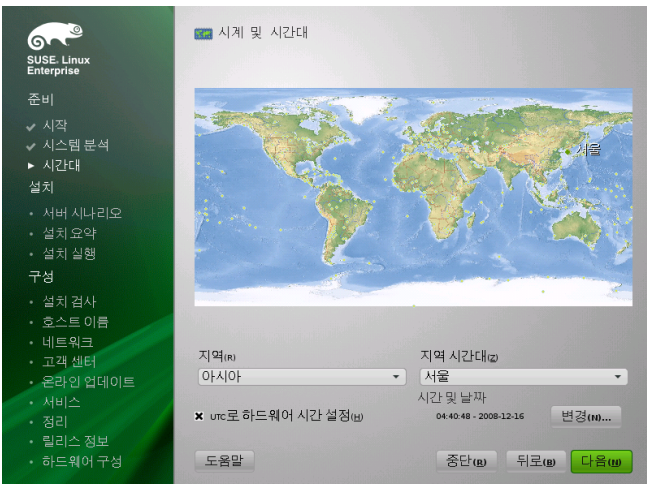 SUSE. Linux
Enterprise
준비
시작
시스템 분석
시간대
설치
서버 시나리오
설치 요약
설치 실행
구성
설치 검사
호스트 이름
네트워크
고객 센터
온라인 업데이트
서비스
정리
릴리스 정보
하드웨어 구성
시계 및 시간대
서울
지역(R)
아시아
지역 시간대(Z)
서울
시간 및 날짜
UTC로 하드웨어 시간 설정(H)
04:40:48 - 2008-12-16
변경(N)...
도움말
중단(R)
뒤로(B)
다음(N)